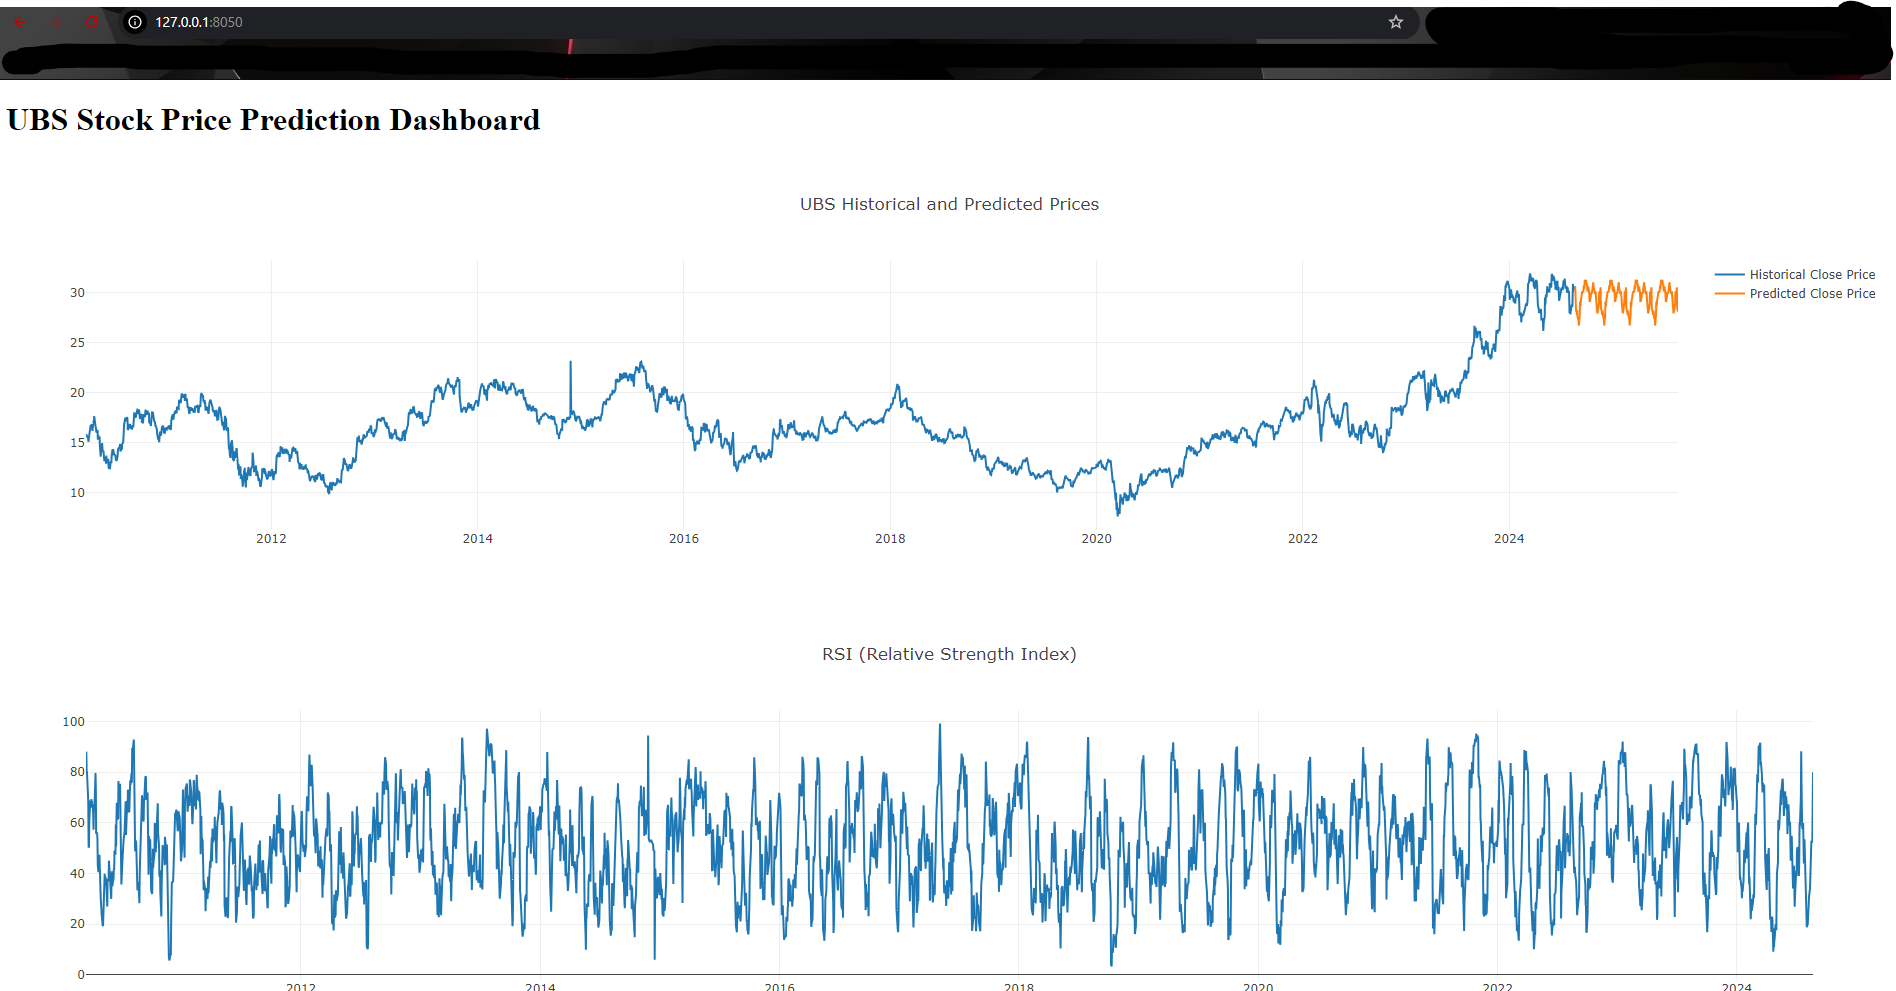 127.0.0.1:8050
UBS Stock Price Prediction Dashboard
UBS Historical and Predicted Prices
Historical Close Price
Predicted Close Price
30
25
20
15
10
2012 2014 2016 2018 2020 2022 2024
RSI (Relative Strength Index)
100
80
60
40
20
0
2012 2014 2016 2018 2020 2022 2024